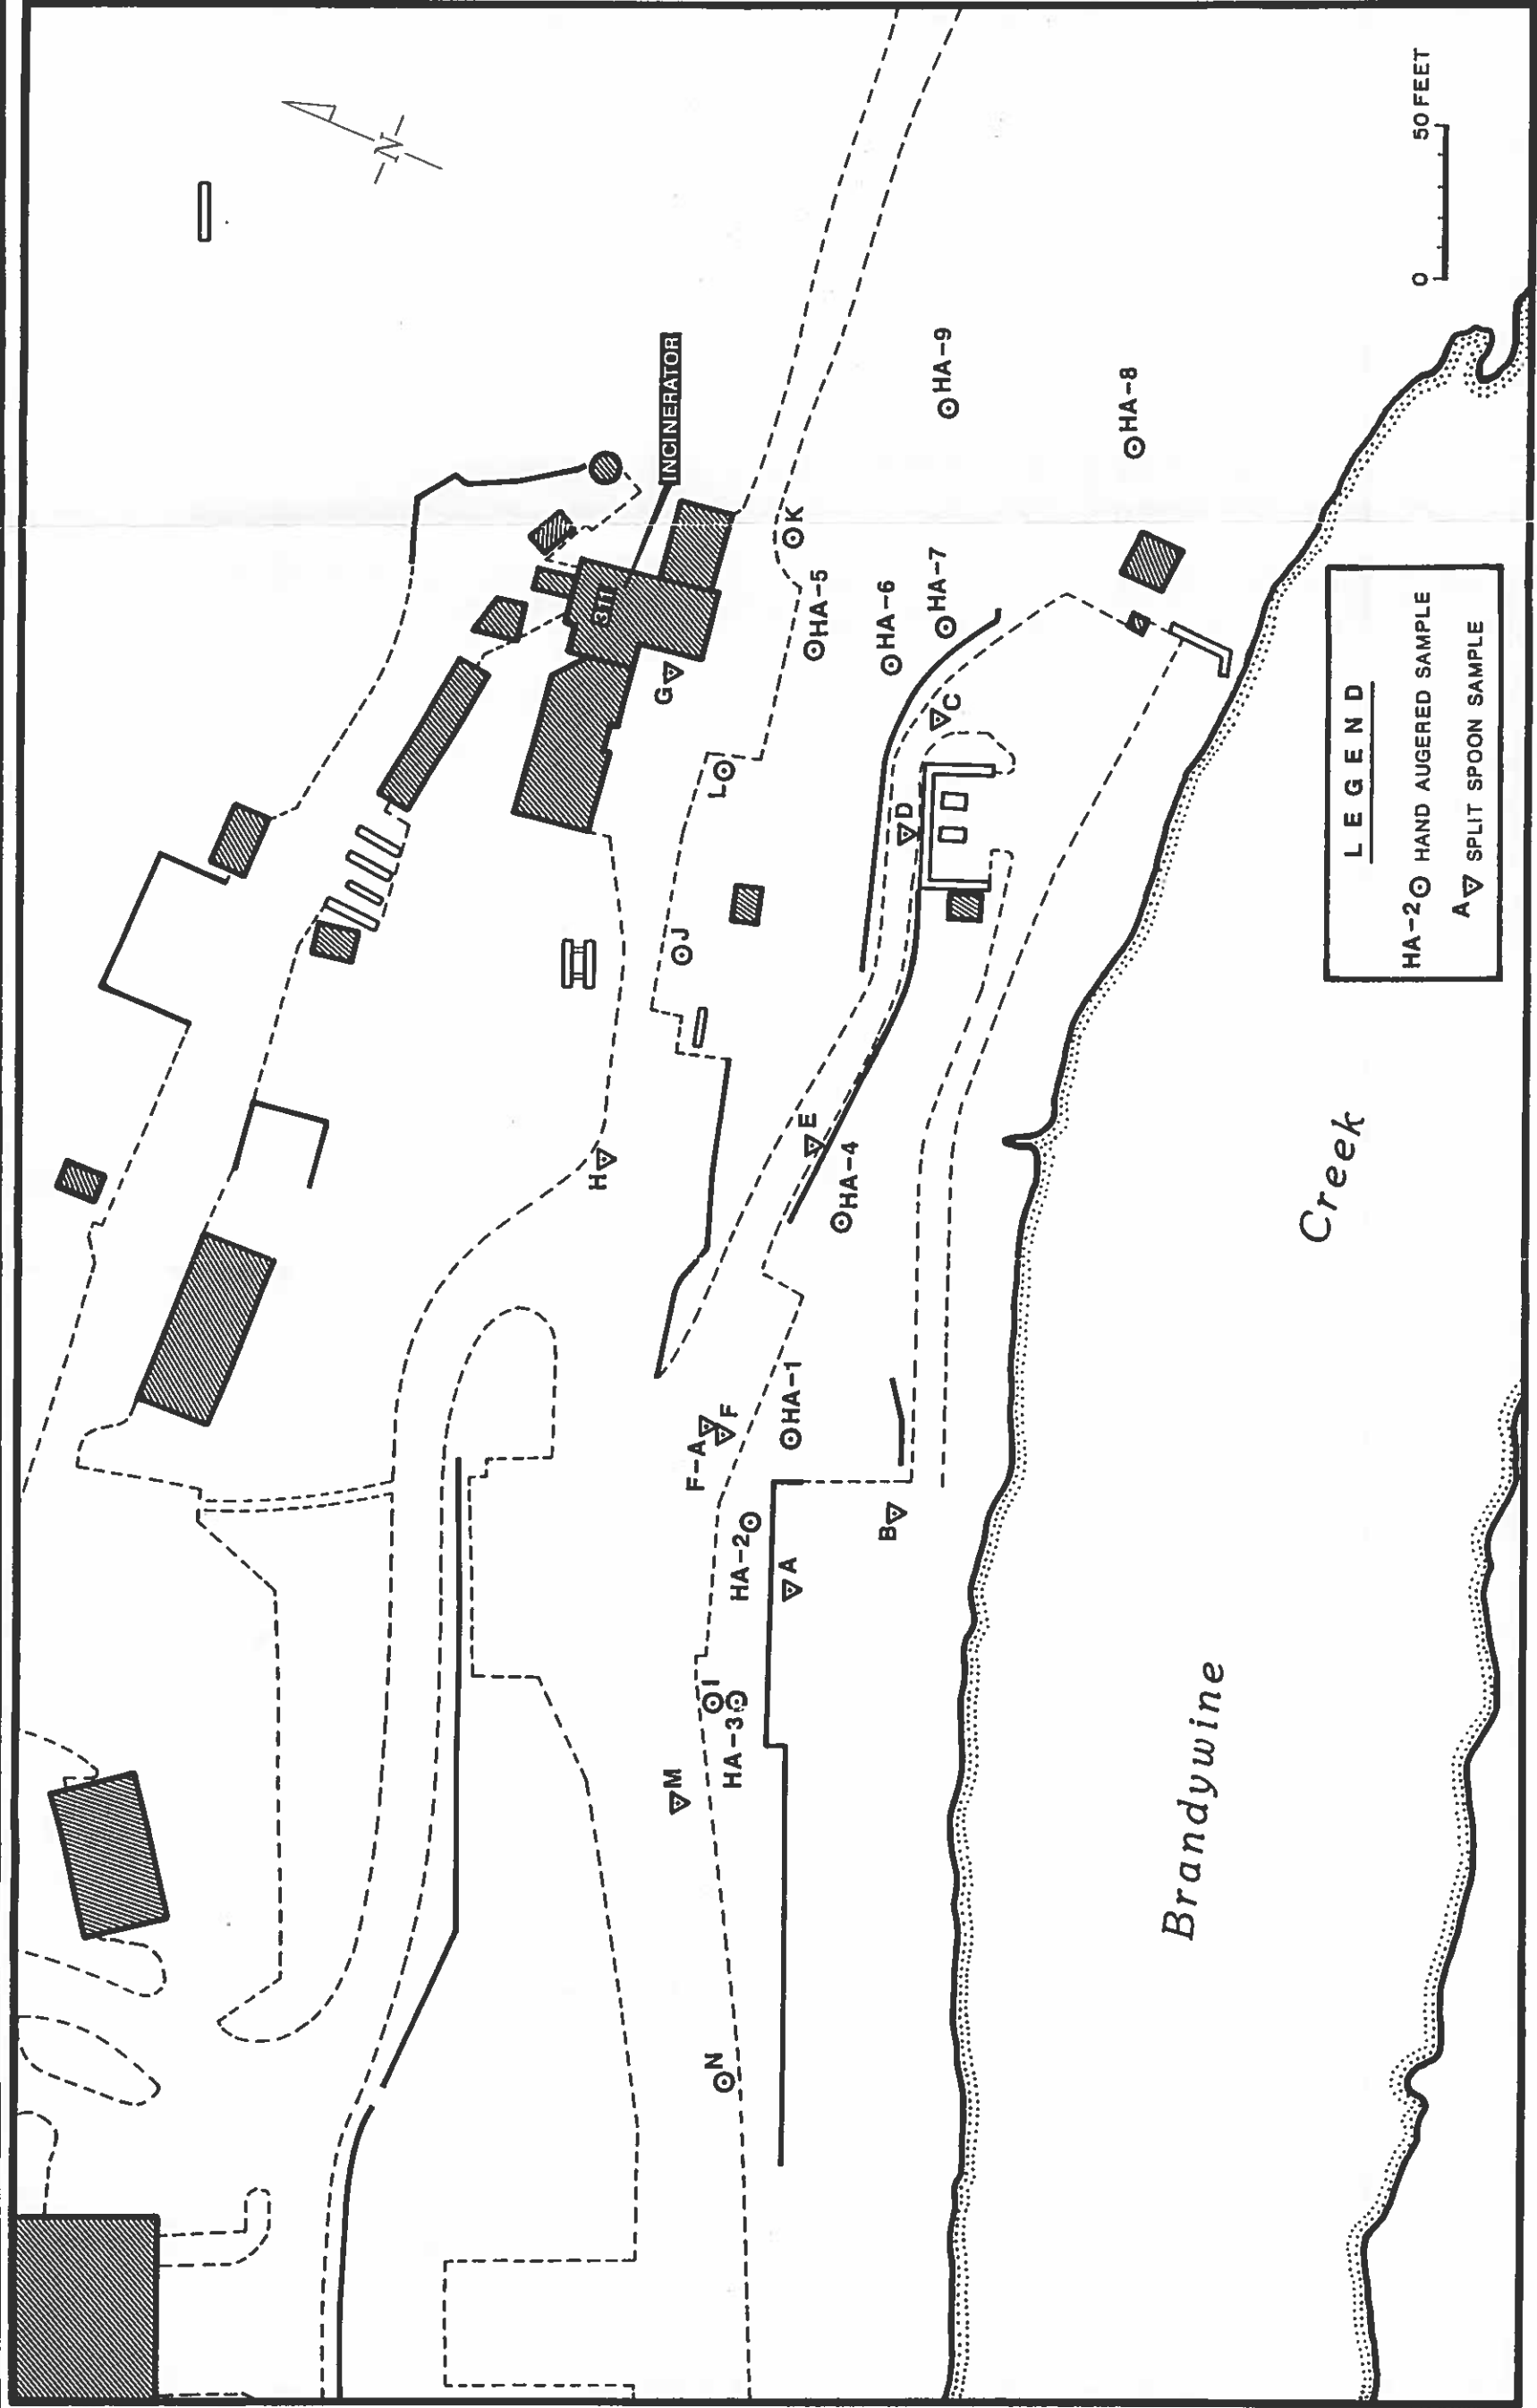 N
INCINERATOR
311
G
K
HA-5
HA-6
HA-7
HA-9
HA-8
C
D
L
J
H
E
HA-4
F-A
F
HA-1
HA-2
A
B
I
HA-3
M
N
Brandywine
Creek
0 50 FEET
LEGEND
HA-2 HAND AUGERED SAMPLE
A SPLIT SPOON SAMPLE